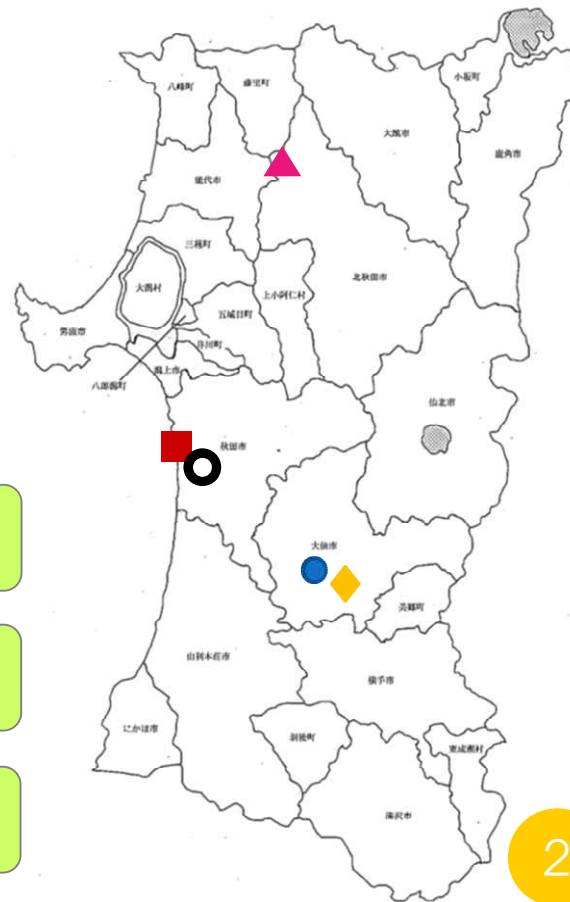 小坂町
八峰町
藤里町
大館市
鹿角市
能代市
三種町
北秋田市
大潟村
上小阿仁村
五城目町
男鹿市
井川町
潟上市
八郎潟町
仙北市
秋田市
大仙市
美郷町
由利本荘市
横手市
にかほ市
羽後町
東成瀬村
湯沢市
2